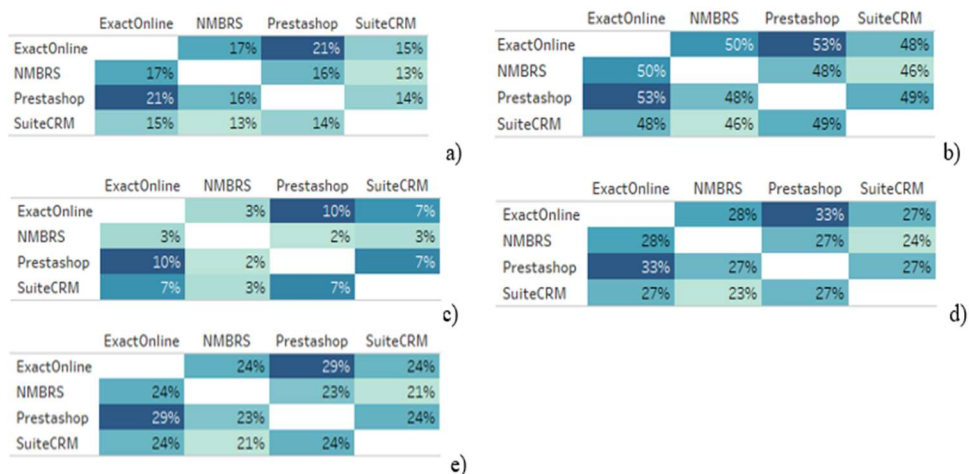 ExactOnline NMBRS Prestashop SuiteCRM
ExactOnline 17% 21% 15%
NMBRS 17% 16% 13%
Prestashop 21% 16% 14%
SuiteCRM 15% 13% 14%
a)
ExactOnline NMBRS Prestashop SuiteCRM
ExactOnline 50% 53% 48%
NMBRS 50% 48% 46%
Prestashop 53% 48% 49%
SuiteCRM 48% 46% 49%
b)
ExactOnline NMBRS Prestashop SuiteCRM
ExactOnline 3% 10% 7%
NMBRS 3% 2% 3%
Prestashop 10% 2% 7%
SuiteCRM 7% 3% 7%
c)
ExactOnline NMBRS Prestashop SuiteCRM
ExactOnline 28% 33% 27%
NMBRS 28% 27% 24%
Prestashop 33% 27% 27%
SuiteCRM 27% 23% 27%
d)
ExactOnline NMBRS Prestashop SuiteCRM
ExactOnline 24% 29% 24%
NMBRS 24% 23% 21%
Prestashop 29% 23% 24%
SuiteCRM 24% 21% 24%
e)